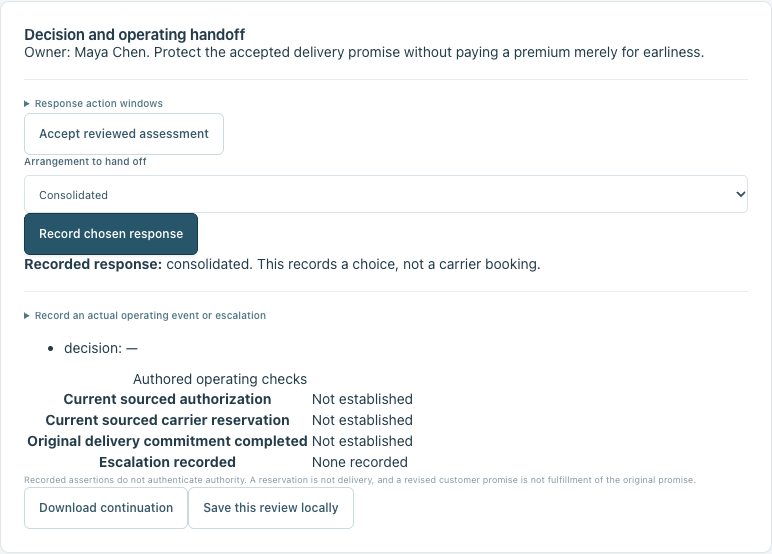 Decision and operating handoff
Owner: Maya Chen. Protect the accepted delivery promise without paying a premium merely for earliness.
Response action windows
Accept reviewed assessment
Arrangement to hand off
Consolidated
Record chosen response
Recorded response: consolidated. This records a choice, not a carrier booking.
Record an actual operating event or escalation
decision: —
Authored operating checks
Current sourced authorization Not established
Current sourced carrier reservation Not established
Original delivery commitment completed Not established
Escalation recorded None recorded
Recorded assertions do not authenticate authority. A reservation is not delivery, and a revised customer promise is not fulfillment of the original promise.
Download continuation Save this review locally